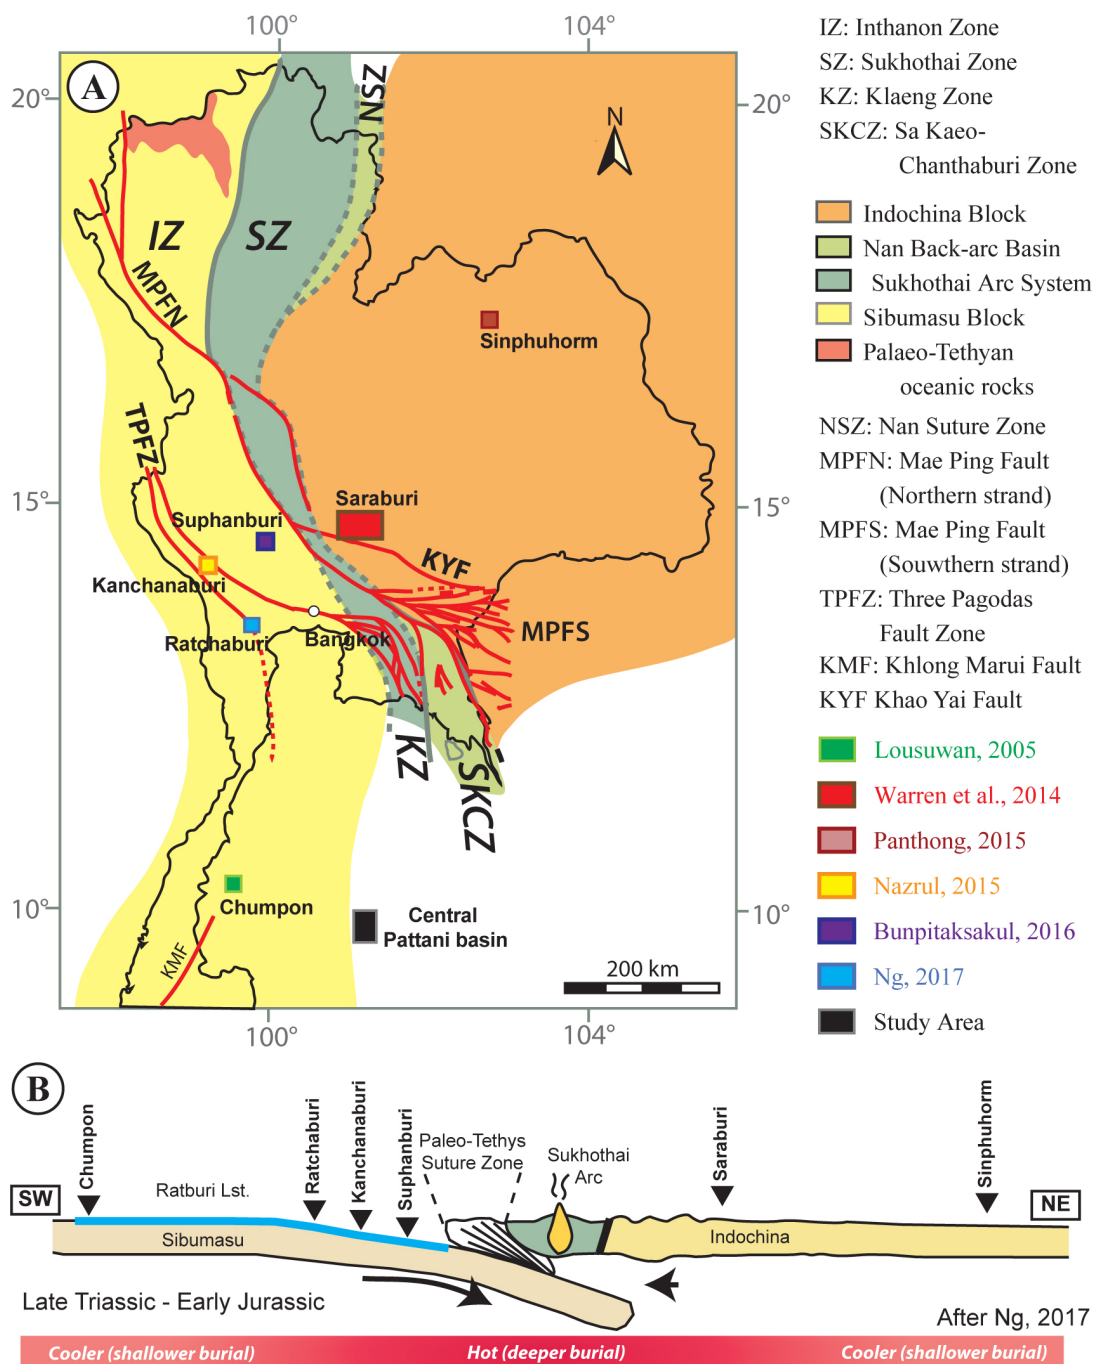 100°
104°
A
20°
20°
ZSN
N
IZ
SZ
MPFN
Sinphuhorm
TPFZ
15°
15°
Saraburi
Suphanburi
KYF
Kanchanaburi
MPFS
Ratchaburi
Bangkok
KZ
SKCZ
10°
10°
Chumpon
Central
Pattani basin
KMF
200 km
100°
104°
IZ: Inthanon Zone
SZ: Sukhothai Zone
KZ: Klaeng Zone
SKCZ: Sa Kaeo-
Chanthaburi Zone
Indochina Block
Nan Back-arc Basin
Sukhothai Arc System
Sibumasu Block
Palaeo-Tethyan
oceanic rocks
NSZ: Nan Suture Zone
MPFN: Mae Ping Fault
(Northern strand)
MPFS: Mae Ping Fault
(Souwthern strand)
TPFZ: Three Pagodas
Fault Zone
KMF: Khlong Marui Fault
KYF Khao Yai Fault
Lousuwan, 2005
Warren et al., 2014
Panthong, 2015
Nazrul, 2015
Bunpitaksakul, 2016
Ng, 2017
Study Area
B
Chumpon
Ratchaburi
Kanchanaburi
Suphanburi
Paleo-Tethys
Suture Zone
Sukhothai
Arc
Saraburi
Sinphuhorm
SW
Ratburi Lst.
NE
Sibumasu
Indochina
Late Triassic - Early Jurassic
After Ng, 2017
Cooler (shallower burial)
Hot (deeper burial)
Cooler (shallower burial)